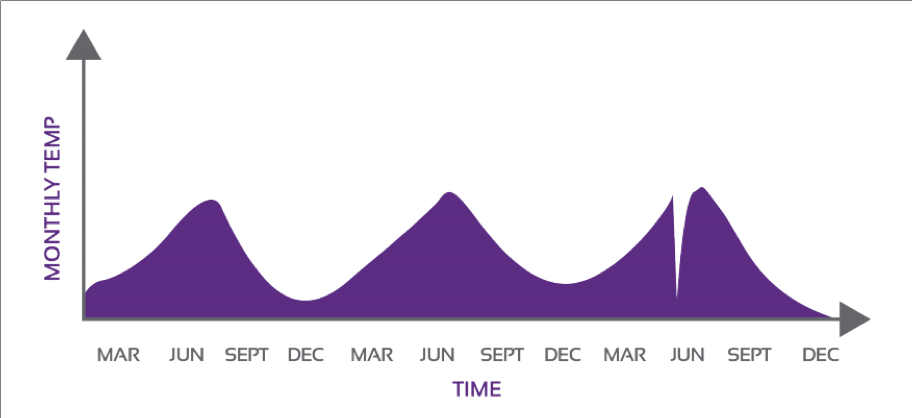 MONTHLY TEMP
MAR JUN SEPT DEC MAR JUN SEPT DEC MAR JUN SEPT DEC
TIME